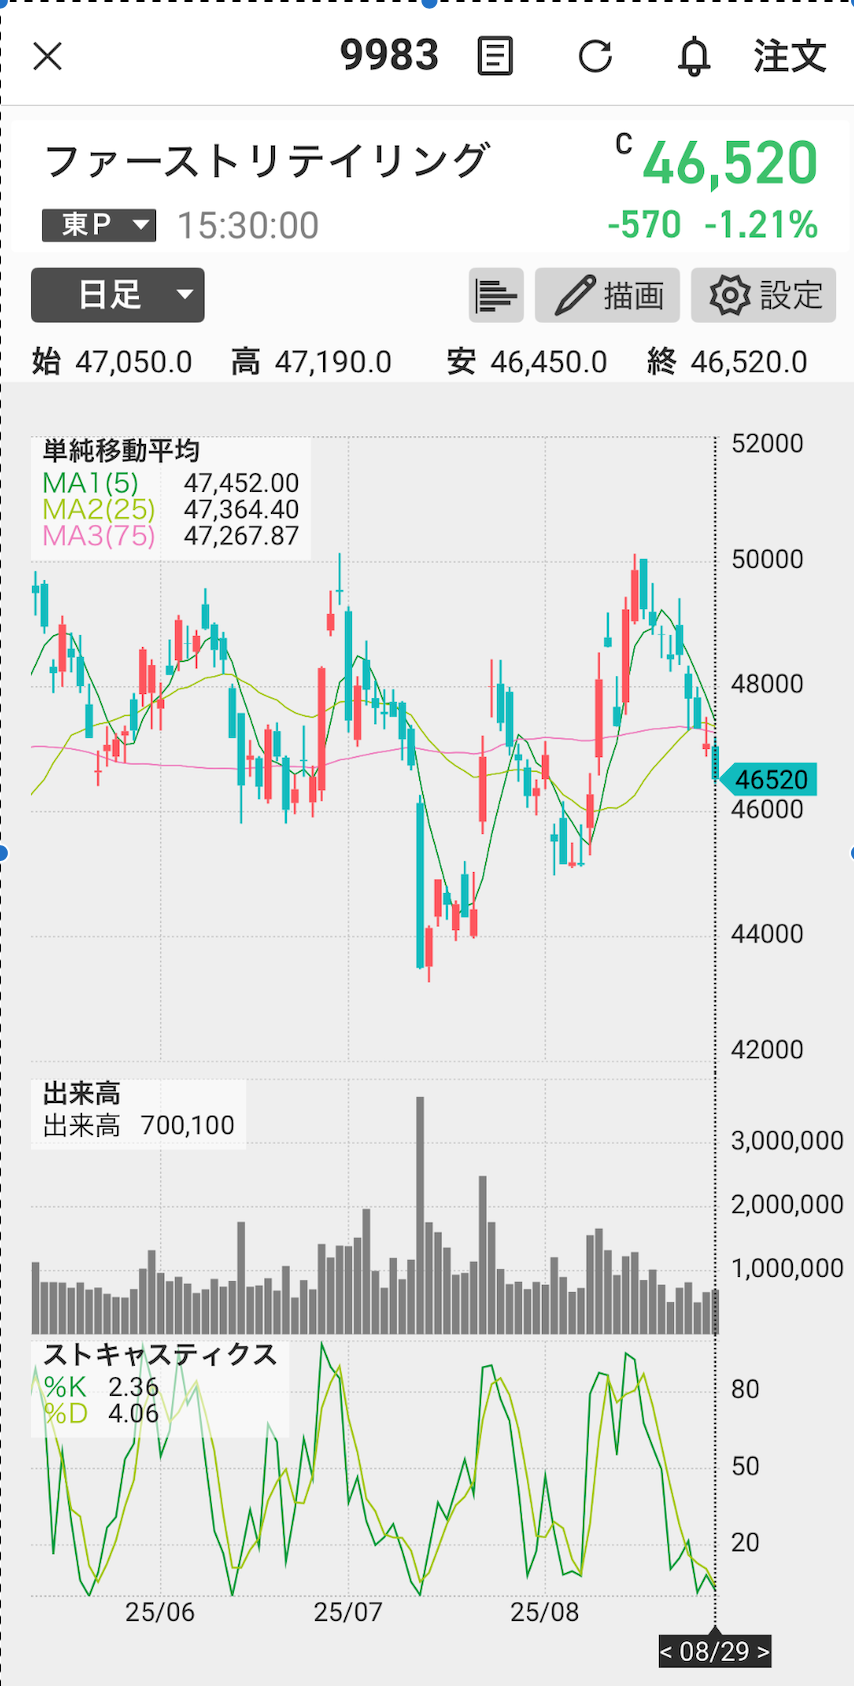 9983 注文
ファーストリテイリング C 46,520
東P 15:30:00 -570 -1.21%
日足 描画 設定
始 47,050.0 高 47,190.0 安 46,450.0 終 46,520.0
単純移動平均
MA1(5) 47,452.00
MA2(25) 47,364.40
MA3(75) 47,267.87
52000
50000
48000
46520
46000
44000
42000
出来高
出来高 700,100
3,000,000
2,000,000
1,000,000
ストキャスティクス
%K 2.36
%D 4.06
80
50
20
25/06 25/07 25/08
< 08/29 >